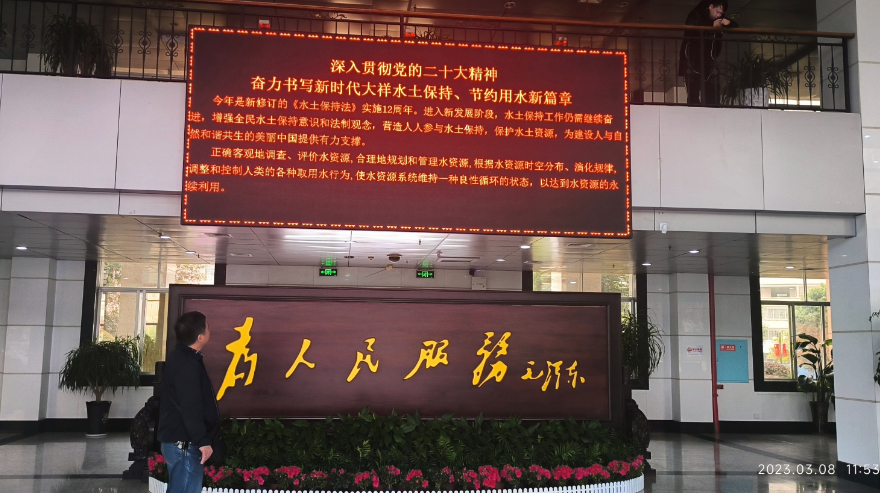 深入贯彻党的二十大精神
奋力书写新时代大样水土保持、节约用水新篇章
今年是新修订的《水土保持法》实施12周年。进入新发展阶段，水土保持工作仍需继续奋
进，增强全民水土保持意识和法制观念，营造人人参与水土保持，保护水土资源，为建设人与自
然和谐共生的美丽中国提供有力支撑。
正确客观地调查、评价水资源,合理地规划和管理水资源,根据水资源时空分布、演化规律,
调整和控制人类的各种取用水行为,使水资源系统维持一种良性循环的状态，以达到水资源的永
续利用。
为人民服务
毛泽东
2023.03.08 11:53